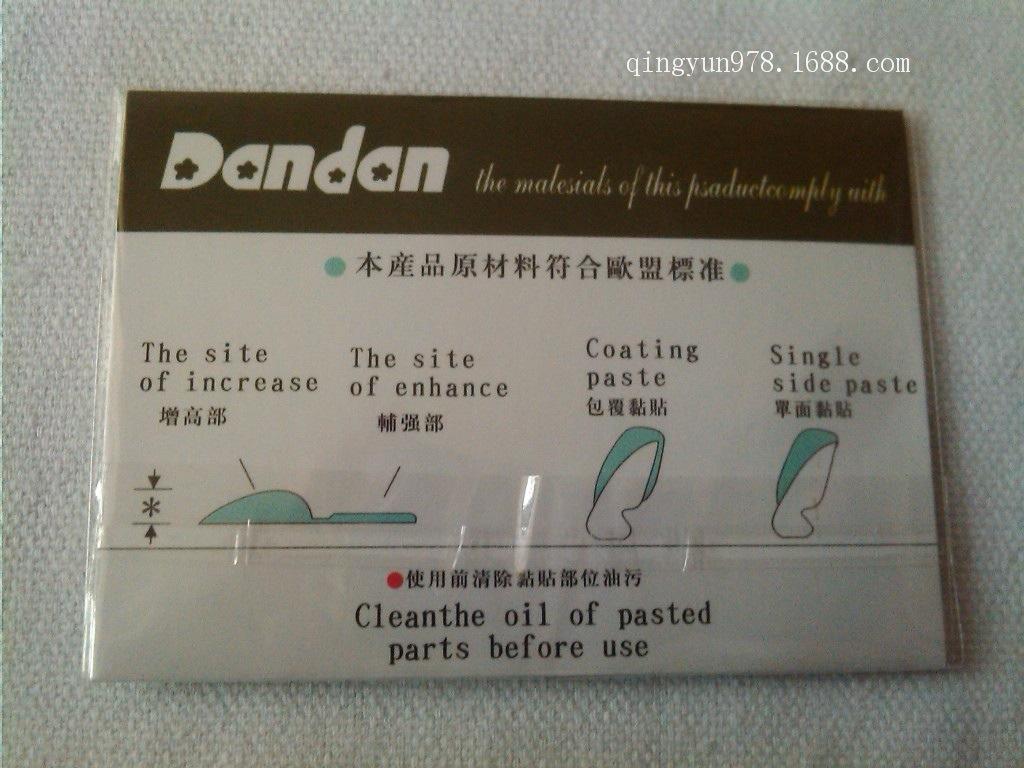 qingyun978.1688.com
Dandan
the malesials of this psaductcomply aith
本産品原材料符合歐盟標准
The site
of increase
增高部
The site
of enhance
輔强部
Coating
paste
包覆黏貼
Single
side paste
單面黏貼
*
使用前清除黏貼部位油污
Cleanthe oil of pasted
parts before use